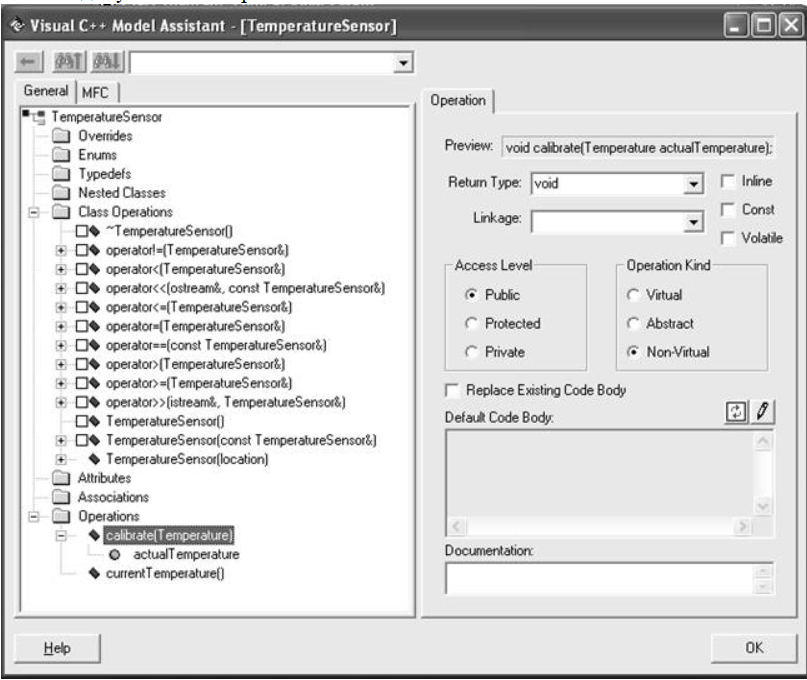 Visual C++ Model Assistant - [TemperatureSensor]
General
MFC
TemperatureSensor
Overrides
Enums
Typedefs
Nested Classes
Class Operations
~TemperatureSensor()
operator!=(TemperatureSensor&)
operator<(TemperatureSensor&)
operator<<(ostream&, const TemperatureSensor&)
operator<=(TemperatureSensor&)
operator=(TemperatureSensor&)
operator==(const TemperatureSensor&)
operator>(TemperatureSensor&)
operator>=(TemperatureSensor&)
operator>>(istream&, TemperatureSensor&)
TemperatureSensor()
TemperatureSensor(const TemperatureSensor&)
TemperatureSensor(location)
Attributes
Associations
Operations
calibrate(Temperature)
actualTemperature
currentTemperature()
Operation
Preview: void calibrate(Temperature actualTemperature);
Return Type: void
Inline
Linkage:
Const
Volatile
Access Level
Public
Protected
Private
Operation Kind
Virtual
Abstract
Non-Virtual
Replace Existing Code Body
Default Code Body:
Documentation:
Help
OK